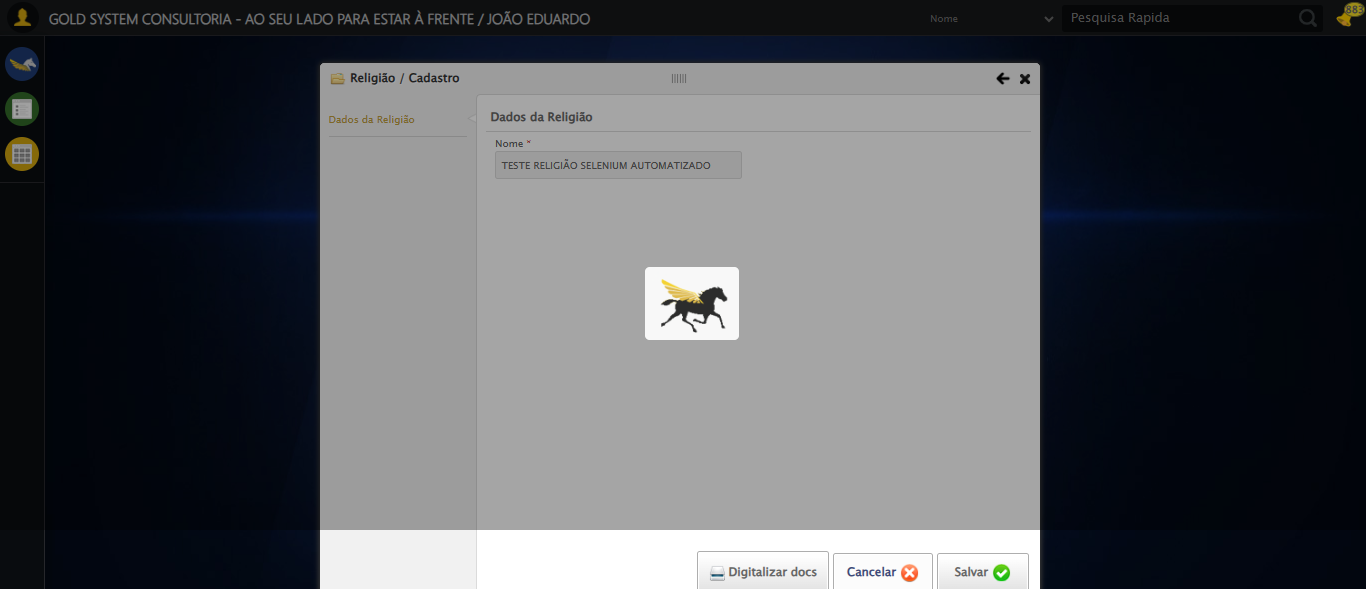 GOLD SYSTEM CONSULTORIA - AO SEU LADO PARA ESTAR À FRENTE / JOÃO EDUARDO
Nome
Pesquisa Rapida
883
Religião / Cadastro
Dados da Religião
Dados da Religião
Nome *
TESTE RELIGIÃO SELENIUM AUTOMATIZADO
Digitalizar docs
Cancelar
Salvar